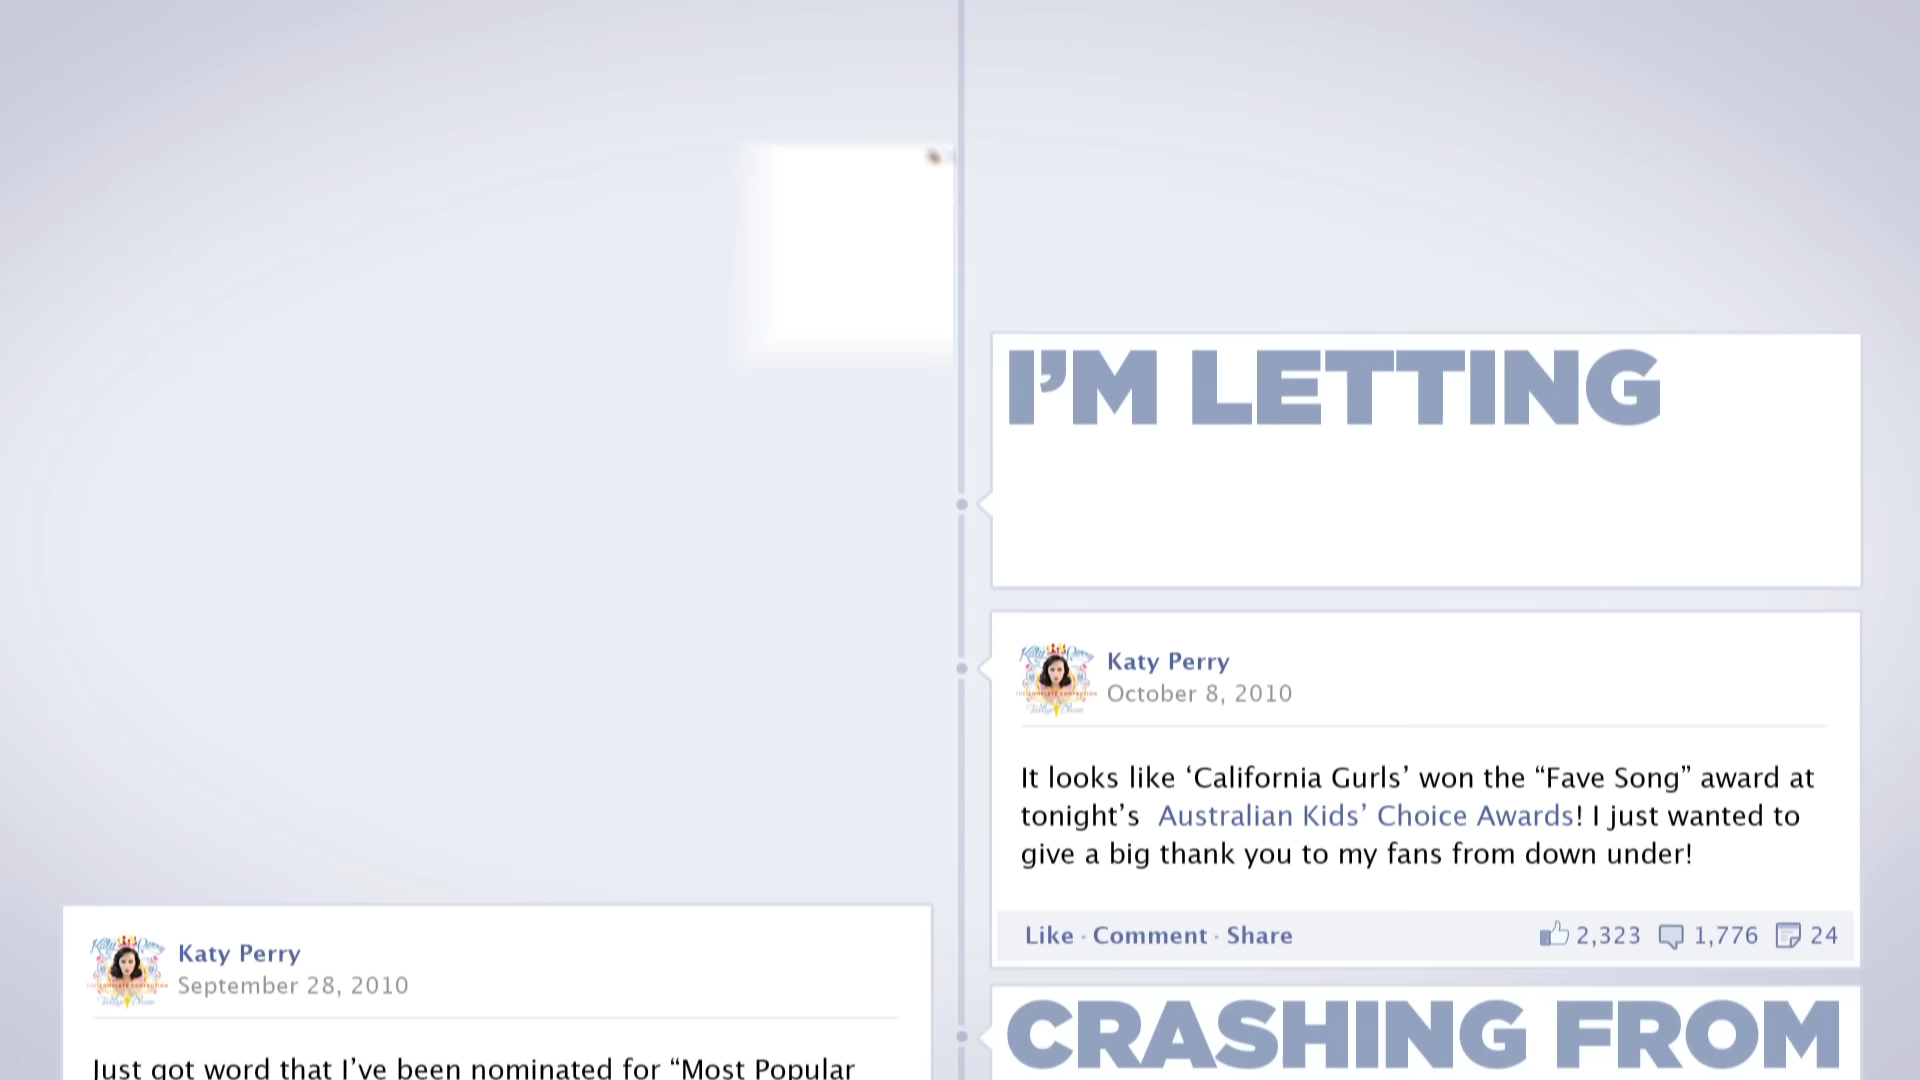 I’M LETTING
Katy Perry
October 8, 2010
It looks like ‘California Gurls’ won the “Fave Song” award at
tonight’s Australian Kids’ Choice Awards! I just wanted to
give a big thank you to my fans from down under!
Like · Comment · Share 2,323 1,776 24
CRASHING FROM
Katy Perry
September 28, 2010
Just got word that I’ve been nominated for “Most Popular